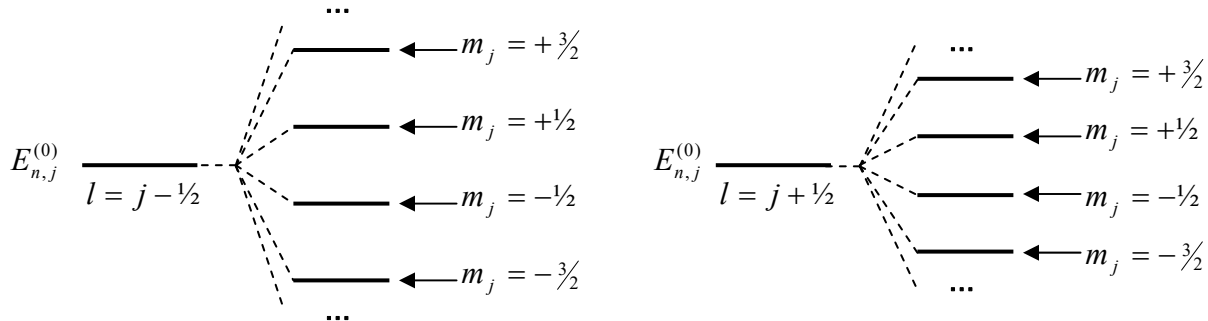 ...
m_j = + 3/2
m_j = +½
E_{n,j}^{(0)}
l = j − ½
m_j = −½
m_j = − 3/2
...
...
m_j = + 3/2
m_j = +½
E_{n,j}^{(0)}
l = j + ½
m_j = −½
m_j = − 3/2
...